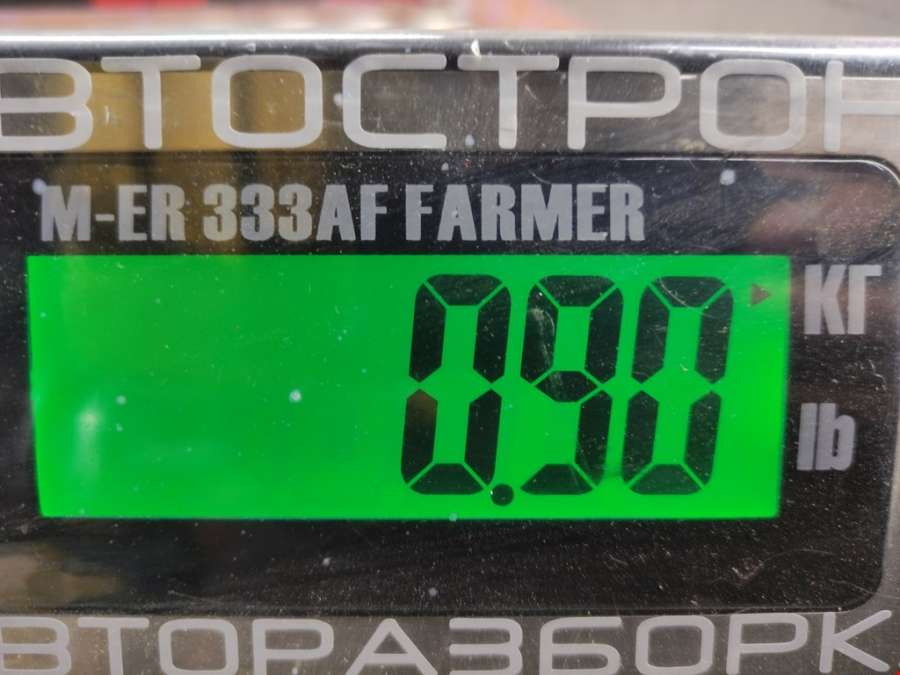 ВТОСТРОН
M-ER 333AF FARMER
0.90
КГ
lb
ВТОРАЗБОРК